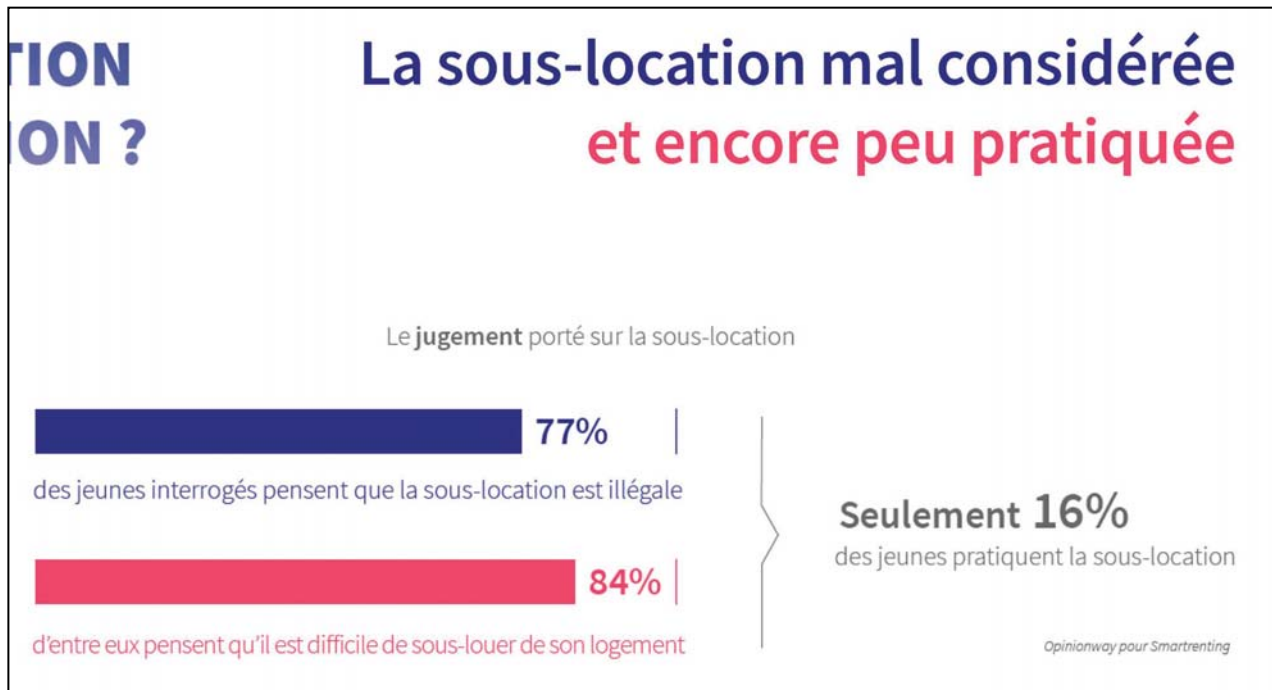 TION
ION ?
La sous-location mal considérée
et encore peu pratiquée
Le jugement porté sur la sous-location
77%
des jeunes interrogés pensent que la sous-location est illégale
84%
d'entre eux pensent qu'il est difficile de sous-louer de son logement
Seulement 16%
des jeunes pratiquent la sous-location
Opinionway pour Smartrenting